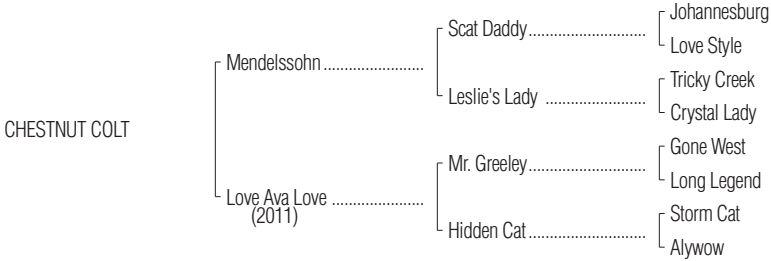 Johannesburg
Scat Daddy
Love Style
Mendelssohn
Tricky Creek
Leslie's Lady
Crystal Lady
CHESTNUT COLT
Gone West
Mr. Greeley
Long Legend
Love Ava Love
(2011)
Storm Cat
Hidden Cat
Alywow